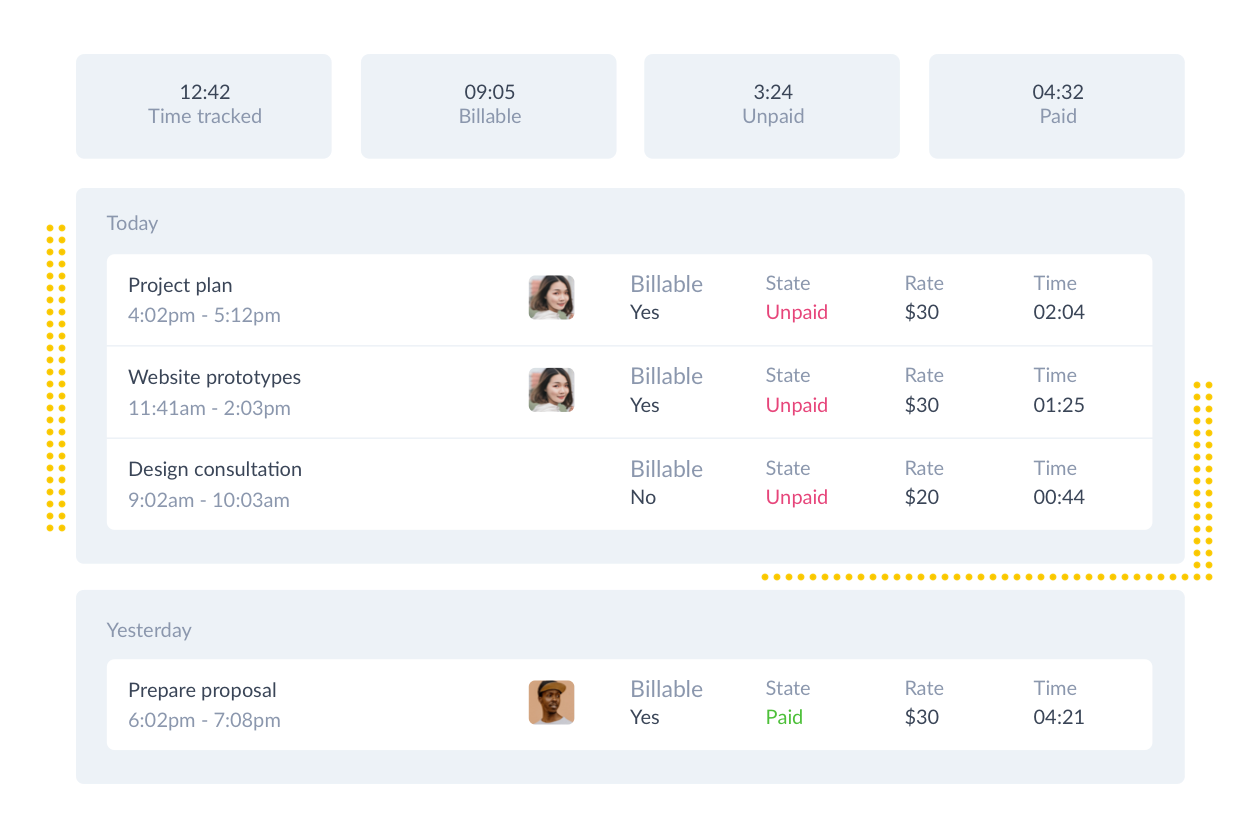 12:42
Time tracked
09:05
Billable
3:24
Unpaid
04:32
Paid
Today
Project plan
4:02pm - 5:12pm
Billable
Yes
State
Unpaid
Rate
$30
Time
02:04
Website prototypes
11:41am - 2:03pm
Billable
Yes
State
Unpaid
Rate
$30
Time
01:25
Design consultation
9:02am - 10:03am
Billable
No
State
Unpaid
Rate
$20
Time
00:44
Yesterday
Prepare proposal
6:02pm - 7:08pm
Billable
Yes
State
Paid
Rate
$30
Time
04:21